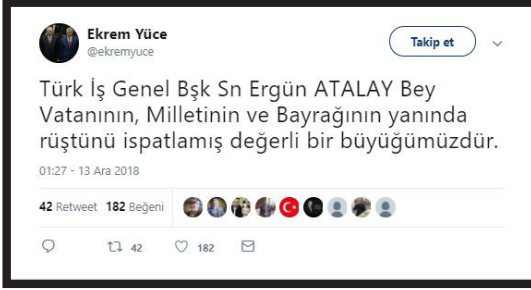 Ekrem Yüce
@ekremyuce
Takip et
Türk İş Genel Bşk Sn Ergün ATALAY Bey
Vatanının, Milletinin ve Bayrağının yanında
rüştünü ispatlamış değerli bir büyüğümüzdür.
01:27 - 13 Ara 2018
42 Retweet 182 Beğeni
42 182